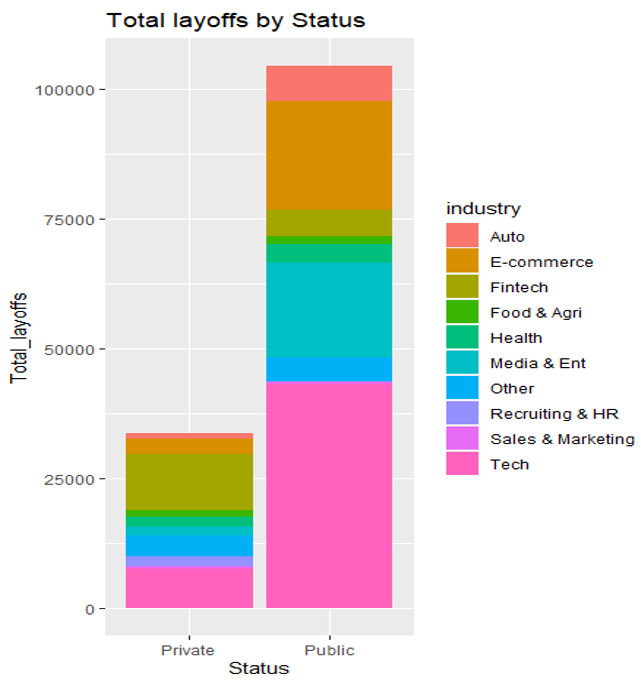 Total layoffs by Status
Total_layoffs
100000
75000
50000
25000
0
Private
Public
Status
industry
Auto
E-commerce
Fintech
Food & Agri
Health
Media & Ent
Other
Recruiting & HR
Sales & Marketing
Tech